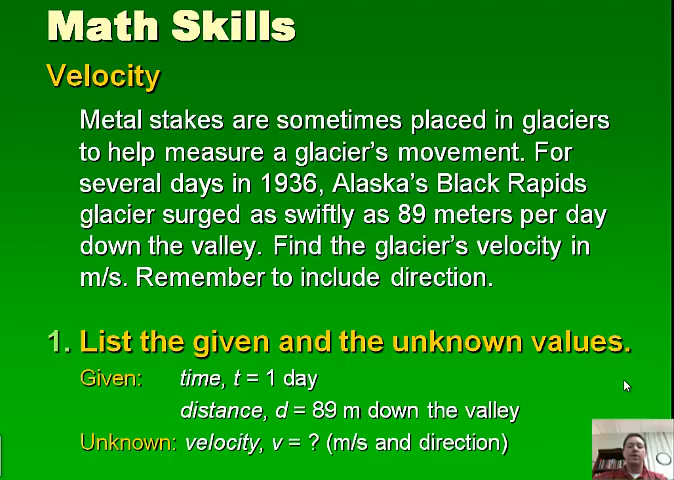 Math Skills
Velocity
Metal stakes are sometimes placed in glaciers
to help measure a glacier's movement. For
several days in 1936, Alaska's Black Rapids
glacier surged as swiftly as 89 meters per day
down the valley. Find the glacier's velocity in
m/s. Remember to include direction.
1. List the given and the unknown values.
Given: time, t = 1 day
distance, d = 89 m down the valley
Unknown: velocity, v = ? (m/s and direction)